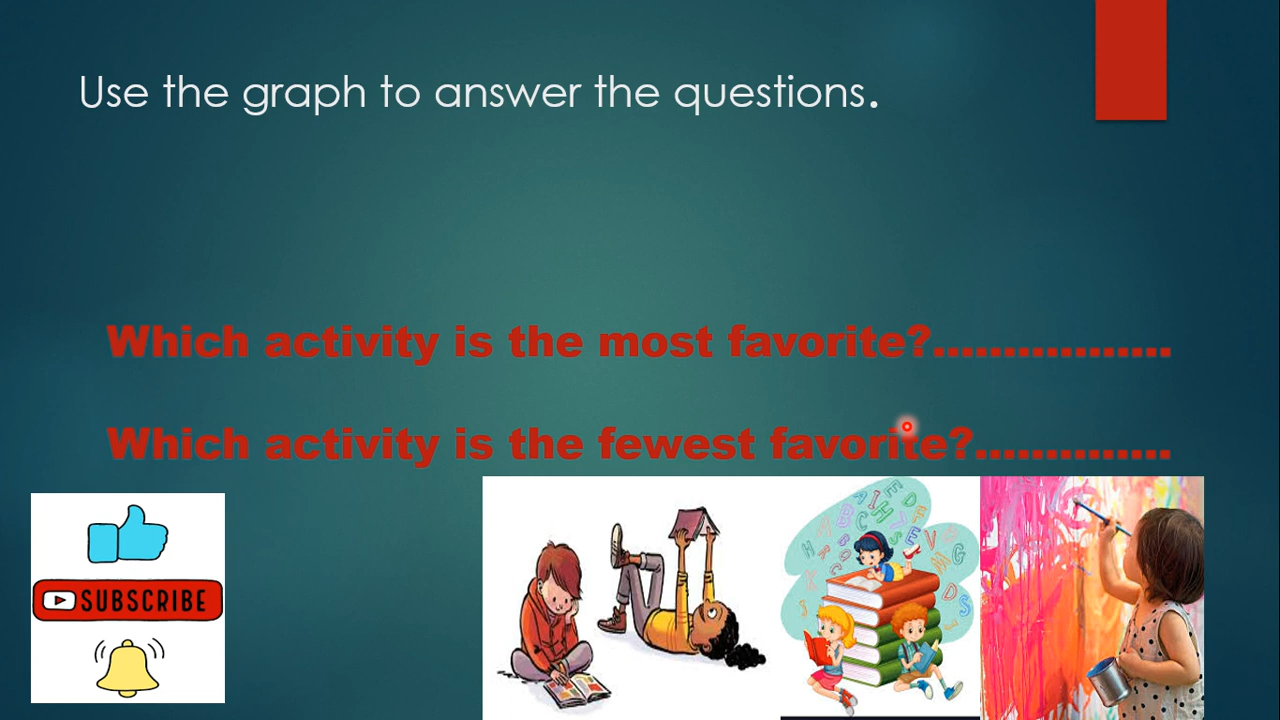 Use the graph to answer the questions.
Which activity is the most favorite?.................
Which activity is the fewest favorite?..............
SUBSCRIBE